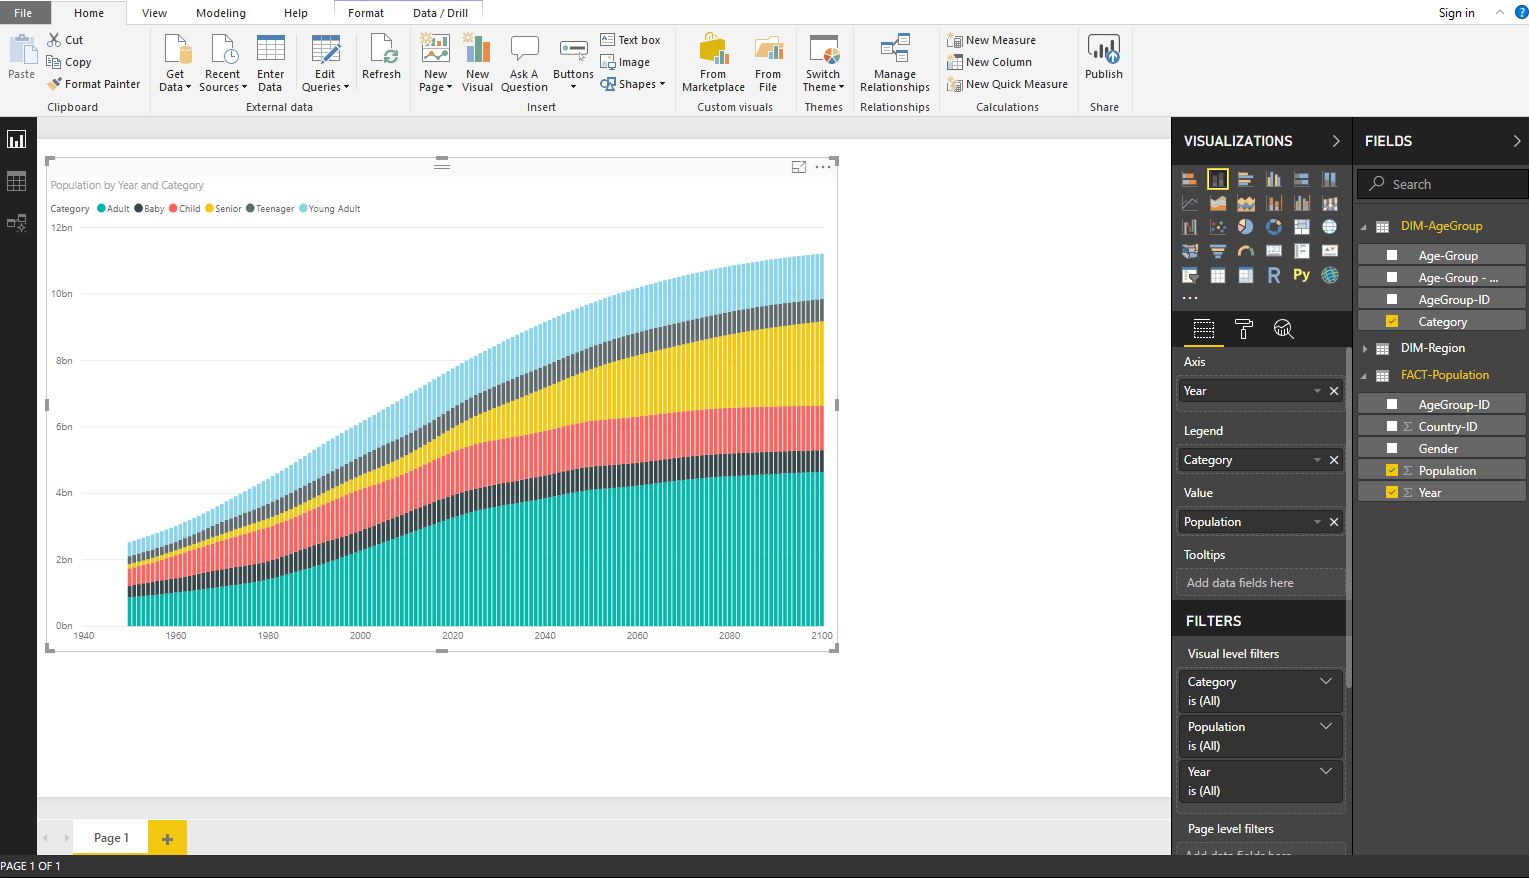 File Home View Modeling Help Format Data / Drill Sign in ?
Paste
Cut
Copy
Format Painter
Clipboard
Get Data
Recent Sources
Enter Data
External data
Edit Queries
Refresh
New Page
New Visual
Ask A Question
Buttons
Text box
Image
Shapes
Insert
From Marketplace
From File
Custom visuals
Switch Theme
Themes
Manage Relationships
Relationships
New Measure
New Column
New Quick Measure
Calculations
Publish
Share
Population by Year and Category
Category Adult Baby Child Senior Teenager Young Adult
12bn
10bn
8bn
6bn
4bn
2bn
0bn
1940 1960 1980 2000 2020 2040 2060 2080 2100
VISUALIZATIONS
R Py
...
Axis
Year
Legend
Category
Value
Population
Tooltips
Add data fields here
FILTERS
Visual level filters
Category
is (All)
Population
is (All)
Year
is (All)
Page level filters
Add data fields here
FIELDS
Search
DIM-AgeGroup
Age-Group
Age-Group - ...
AgeGroup-ID
Category
DIM-Region
FACT-Population
AgeGroup-ID
Σ Country-ID
Gender
Σ Population
Σ Year
Page 1 +
PAGE 1 OF 1